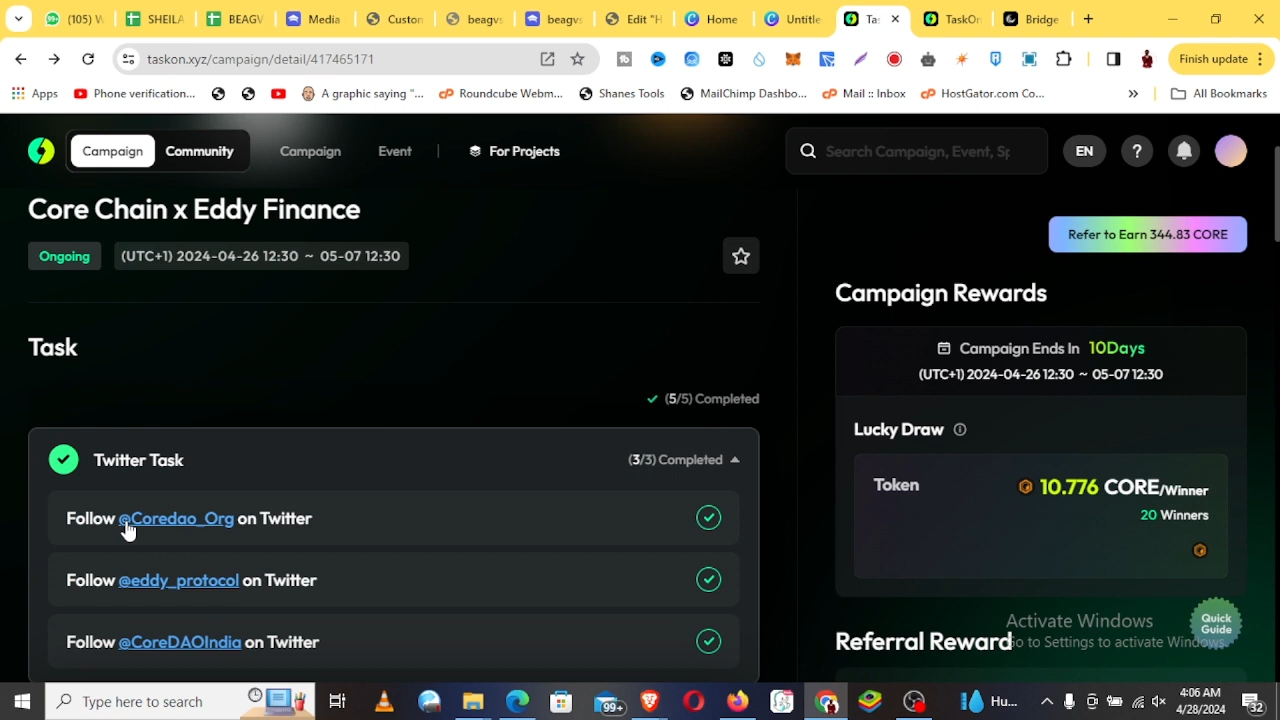 (105) W
SHEILA
BEAGV
Media
Custon
beagvs
beagvs
Edit "H
Home
Untitle
Tas
TaskOn
Bridge
taskon.xyz/campaign/detail/417465171
Finish update
Apps
Phone verification...
A graphic saying "...
Roundcube Webm...
Shanes Tools
MailChimp Dashbo...
Mail :: Inbox
HostGator.com Co...
All Bookmarks
Campaign
Community
Campaign
Event
For Projects
Search Campaign, Event, Sp
EN
Core Chain x Eddy Finance
Ongoing
(UTC+1) 2024-04-26 12:30 ~ 05-07 12:30
Refer to Earn 344.83 CORE
Task
(5/5) Completed
Twitter Task
(3/3) Completed
Follow @Coredao_Org on Twitter
Follow @eddy_protocol on Twitter
Follow @CoreDAOIndia on Twitter
Campaign Rewards
Campaign Ends In 10Days
(UTC+1) 2024-04-26 12:30 ~ 05-07 12:30
Lucky Draw
Token
10.776 CORE/Winner
20 Winners
Referral Reward
Activate Windows
Go to Settings to activate Windows.
Quick
Guide
Type here to search
99+
Hu...
4:06 AM
4/28/2024
32